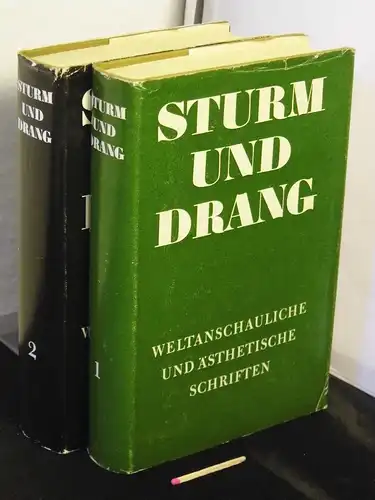 STURM
UND
DRANG
2
STURM
UND
DRANG
1
STURM
UND
DRANG
WELTANSCHAULICHE
UND ÄSTHETISCHE
SCHRIFTEN